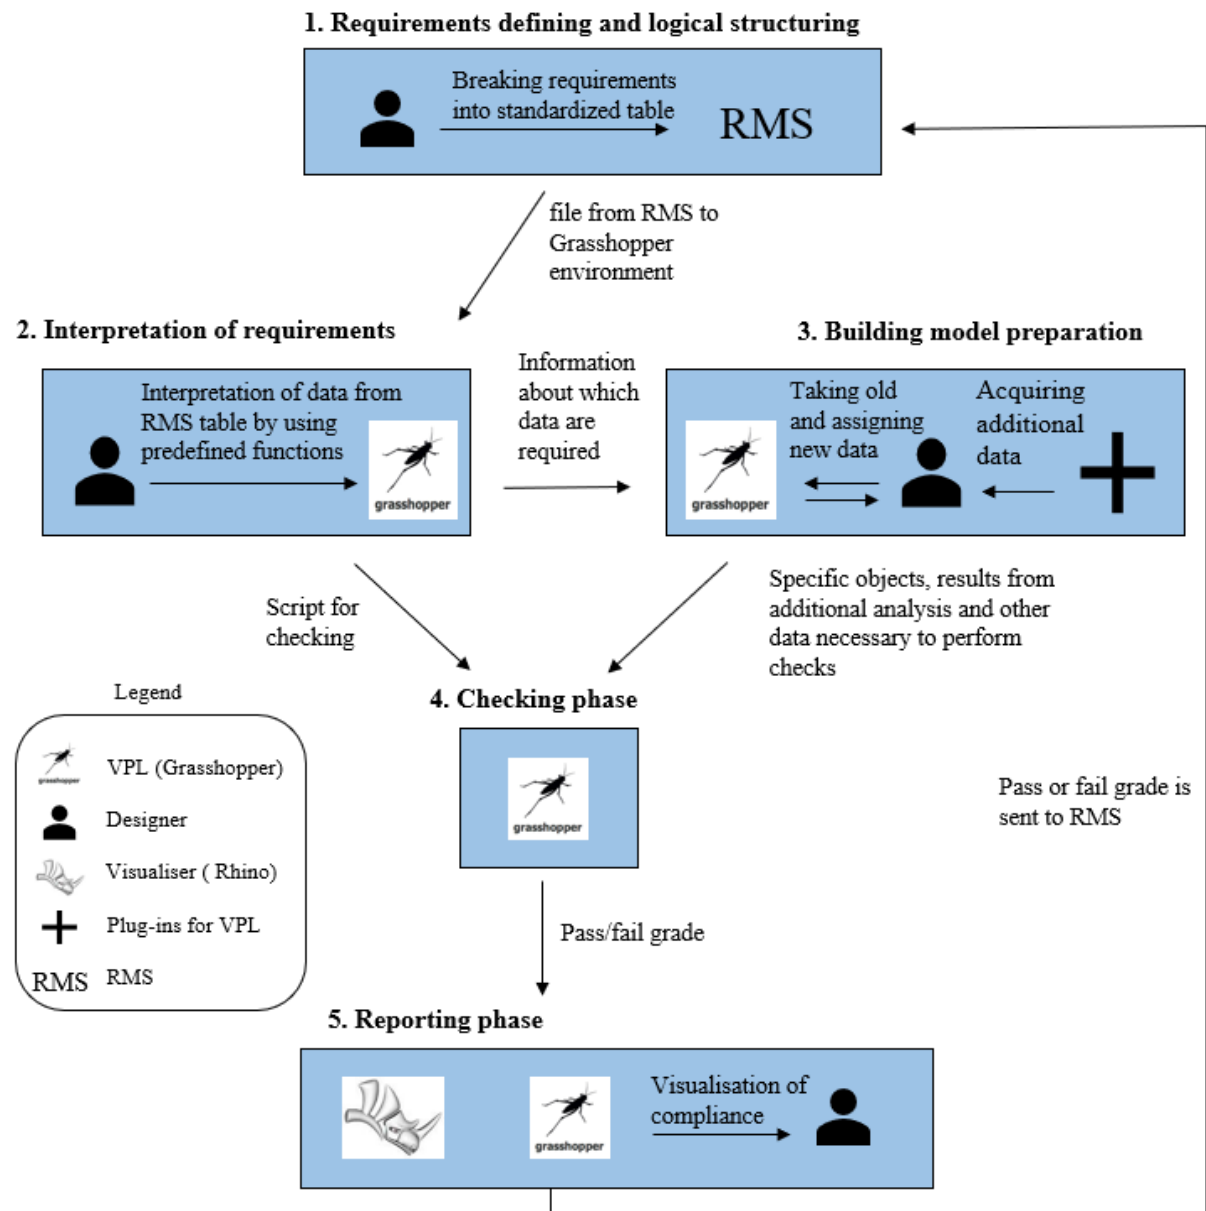 1. Requirements defining and logical structuring
Breaking requirements
into standardized table
RMS
file from RMS to
Grasshopper
environment
2. Interpretation of requirements
Interpretation of data from
RMS table by using
predefined functions
grasshopper
Information
about which
data are
required
3. Building model preparation
Taking old
and assigning
new data
Acquiring
additional
data
grasshopper
Script for
checking
Specific objects, results from
additional analysis and other
data necessary to perform
checks
4. Checking phase
grasshopper
Legend
grasshopper
VPL (Grasshopper)
Designer
Visualiser ( Rhino)
Plug-ins for VPL
RMS
RMS
Pass or fail grade is
sent to RMS
Pass/fail grade
5. Reporting phase
grasshopper
Visualisation of
compliance